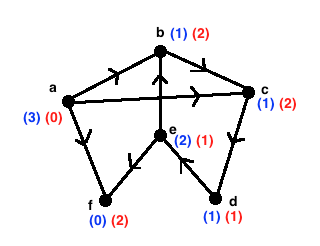 b (1) (2)
a
c
(3) (0)
(1) (2)
e
(2) (1)
f
d
(0) (2)
(1) (1)